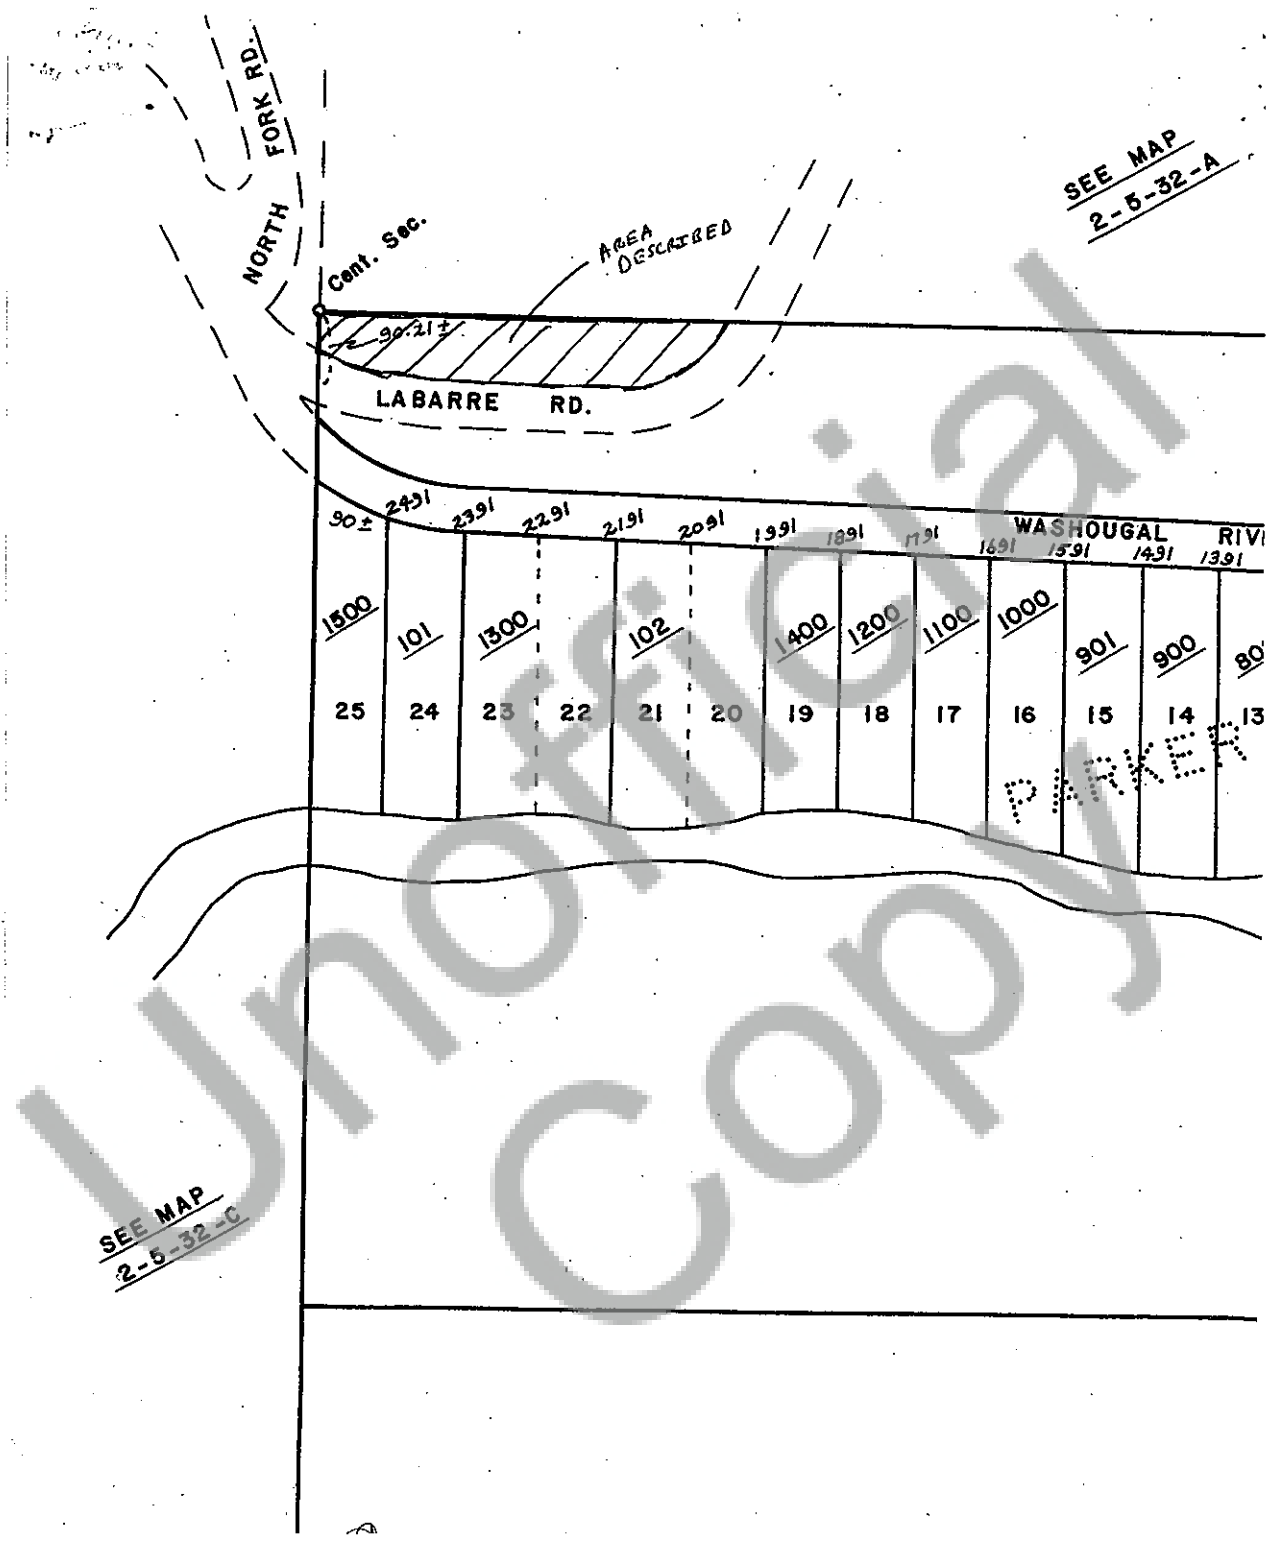 NORTH FORK RD.
Cent. Sec.
AREA
DESCRIBED
SEE MAP
2-5-32-A
90.21±
LABARRE RD.
WASHOUGAL RIV
90± 2491 2391 2291 2191 2091 1991 1891 1791 1691 1591 1491 1391
1500 101 1300 102 1400 1200 1100 1000 901 900 80
25 24 23 22 21 20 19 18 17 16 15 14 13
PARKER
SEE MAP
2-5-32-C
Unofficial
Copy